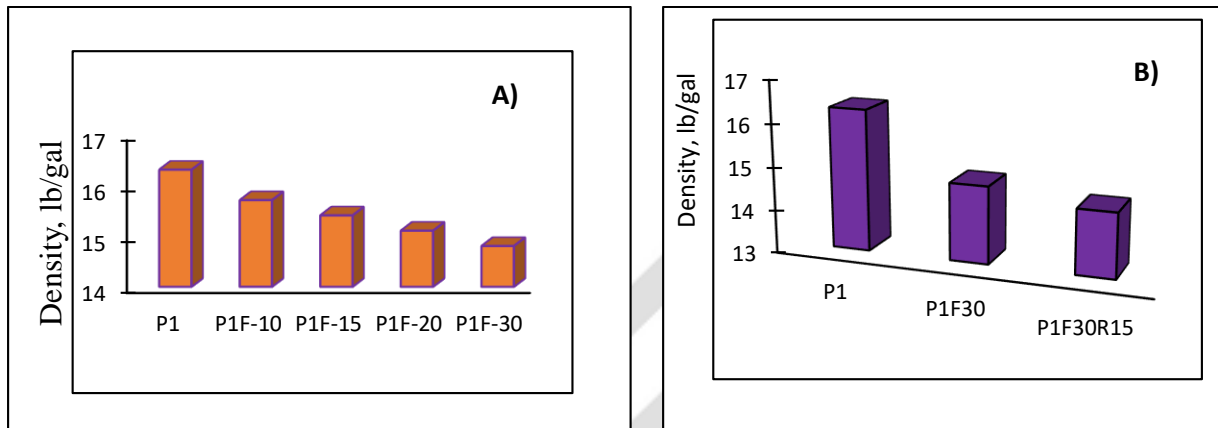 A)
Density, lb/gal
17
16
15
14
P1 P1F-10 P1F-15 P1F-20 P1F-30
B)
Density, lb/gal
17
16
15
14
13
P1
P1F30
P1F30R15